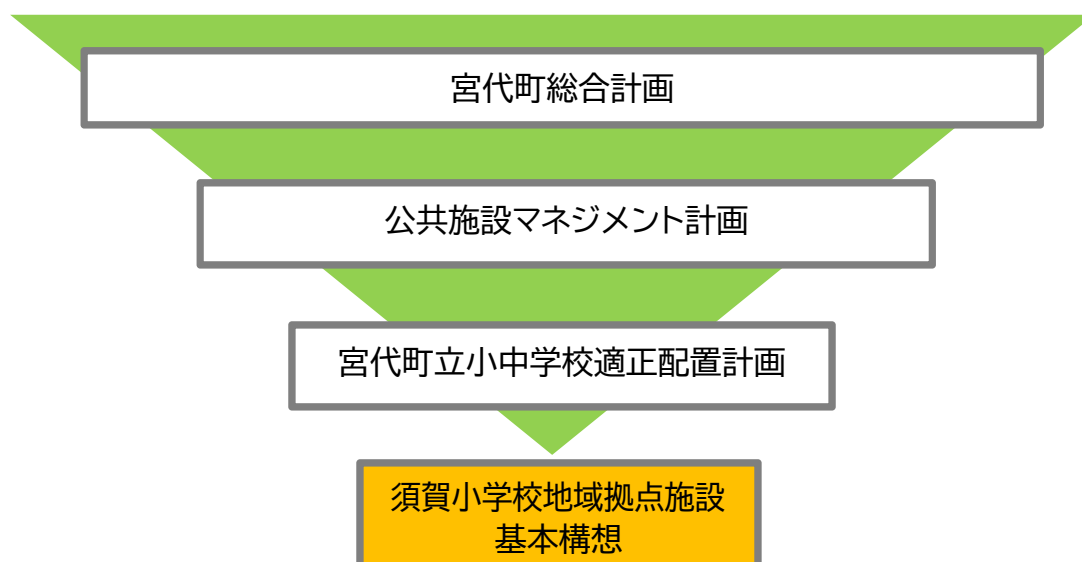 宮代町総合計画
公共施設マネジメント計画
宮代町立小中学校適正配置計画
須賀小学校地域拠点施設
基本構想